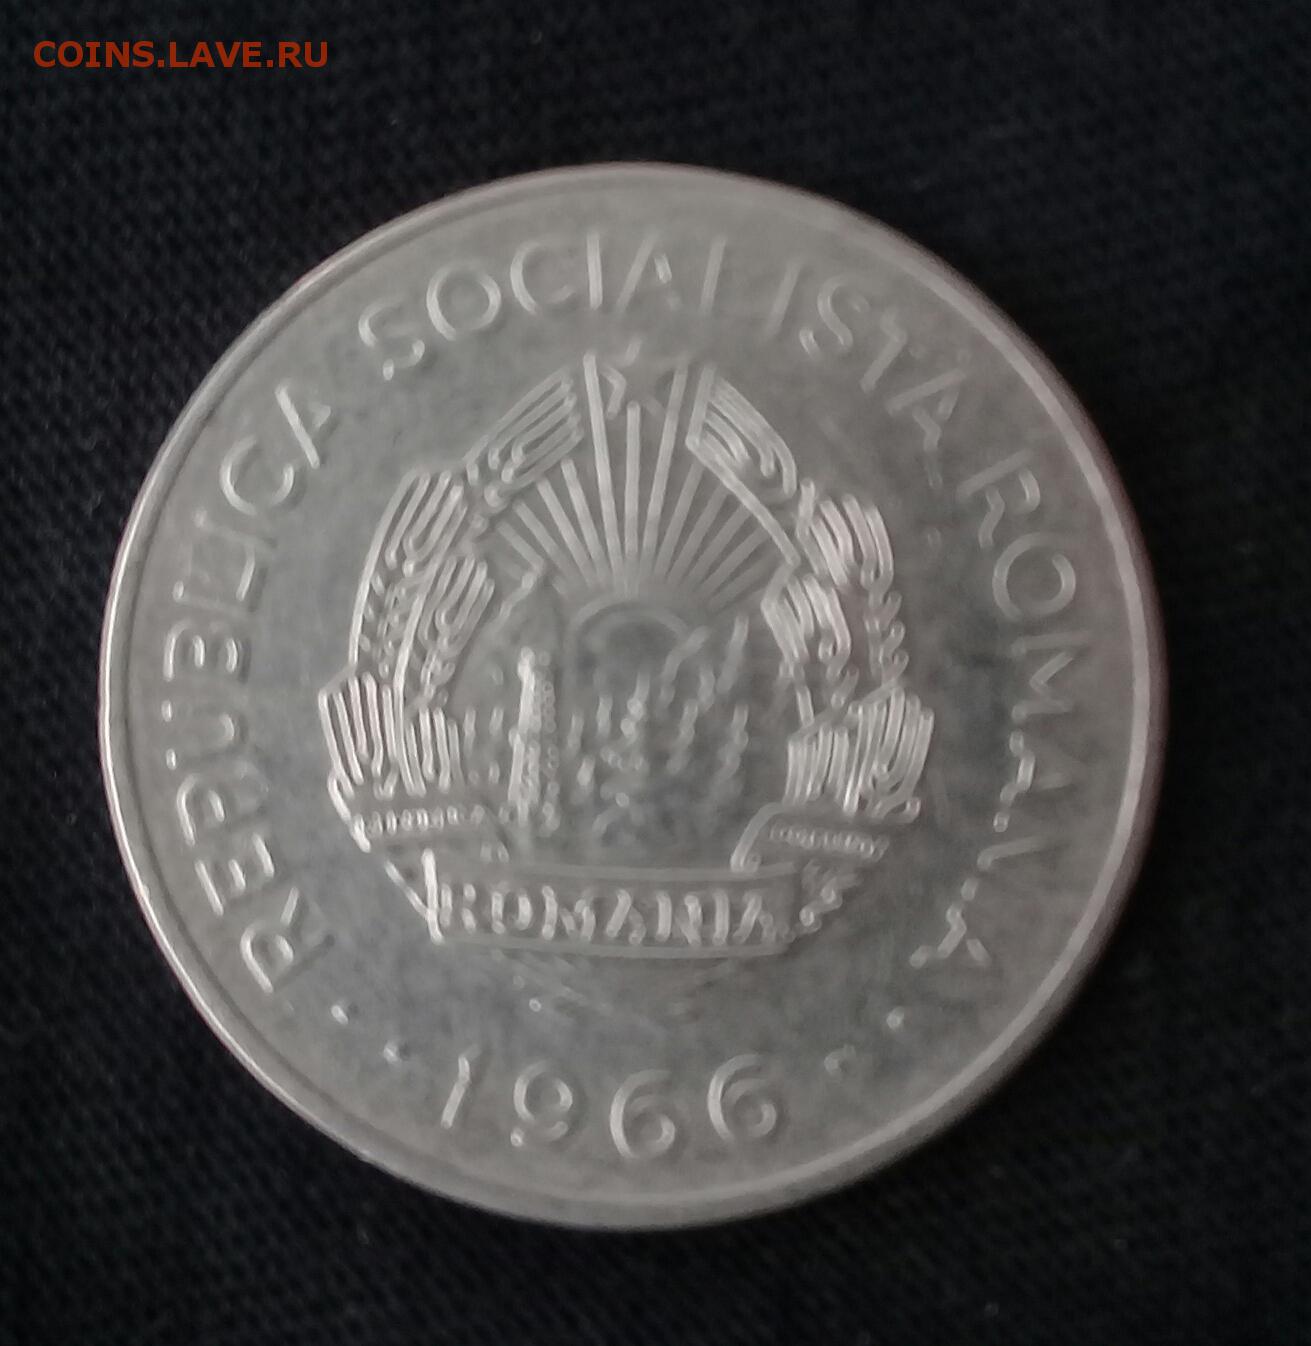 COINS.LAVE.RU
REPUBLICA SOCIALISTA ROMANIA
ROMANIA
· 1966 ·